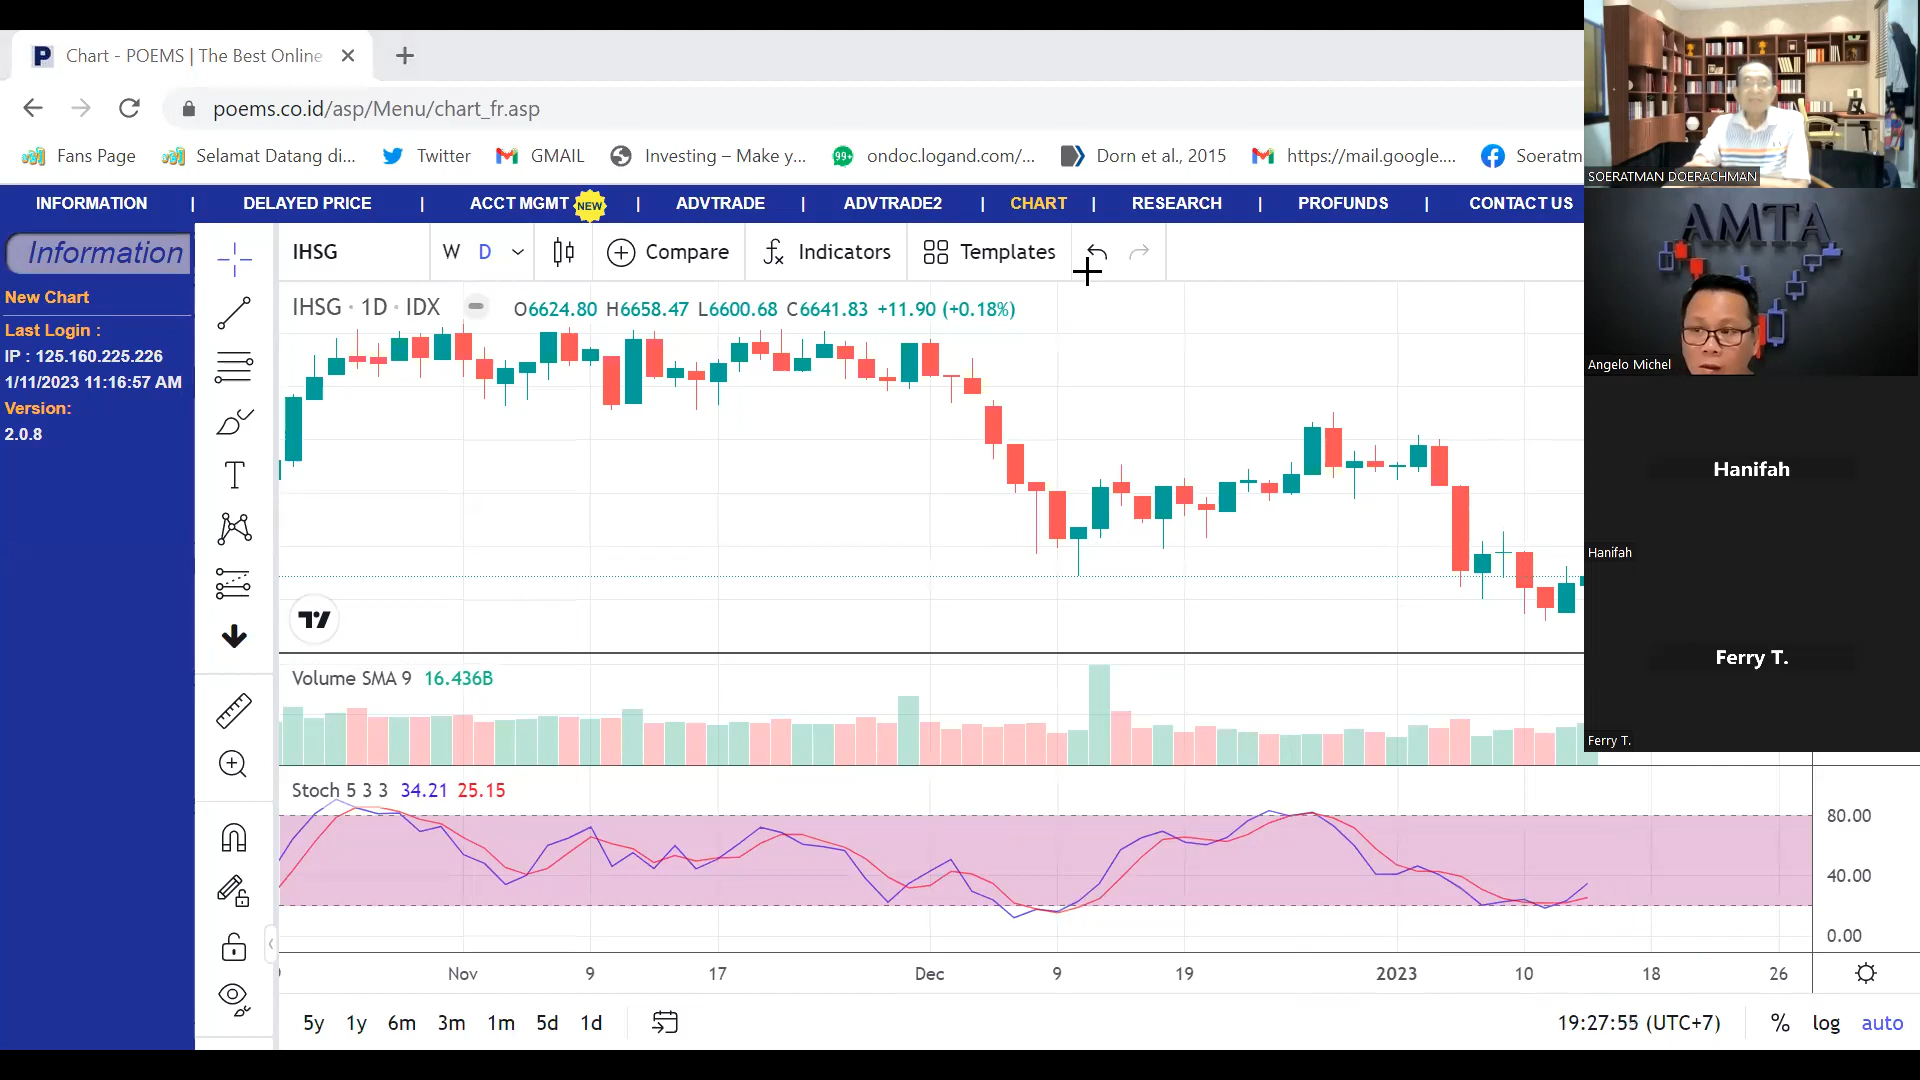 Chart - POEMS | The Best Online
poems.co.id/asp/Menu/chart_fr.asp
Fans Page
Selamat Datang di...
Twitter
GMAIL
Investing – Make y...
99+
ondoc.logand.com/...
Dorn et al., 2015
https://mail.google....
Soeratm
INFORMATION | DELAYED PRICE | ACCT MGMT NEW | ADVTRADE | ADVTRADE2 | CHART | RESEARCH | PROFUNDS | CONTACT US
Information
New Chart
Last Login :
IP : 125.160.225.226
1/11/2023 11:16:57 AM
Version:
2.0.8
IHSG W D Compare Indicators Templates
IHSG · 1D · IDX O6624.80 H6658.47 L6600.68 C6641.83 +11.90 (+0.18%)
Volume SMA 9 16.436B
Stoch 5 3 3 34.21 25.15
80.00
40.00
0.00
Nov 9 17 Dec 9 19 2023 10 18 26
5y 1y 6m 3m 1m 5d 1d
19:27:55 (UTC+7) % log auto
SOERATMAN DOERACHMAN
AMTA
Angelo Michel
Hanifah
Hanifah
Ferry T.
Ferry T.